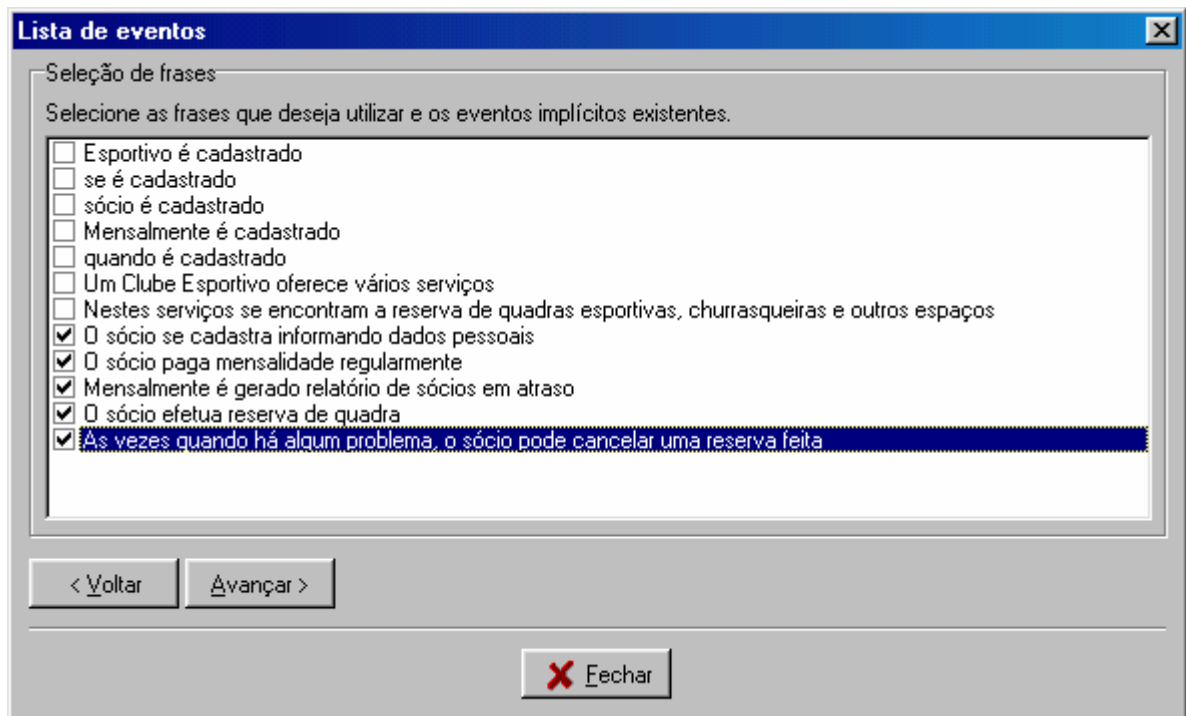 Lista de eventos
Seleção de frases
Selecione as frases que deseja utilizar e os eventos implícitos existentes.
Esportivo é cadastrado
se é cadastrado
sócio é cadastrado
Mensalmente é cadastrado
quando é cadastrado
Um Clube Esportivo oferece vários serviços
Nestes serviços se encontram a reserva de quadras esportivas, churrasqueiras e outros espaços
O sócio se cadastra informando dados pessoais
O sócio paga mensalidade regularmente
Mensalmente é gerado relatório de sócios em atraso
O sócio efetua reserva de quadra
As vezes quando há algum problema, o sócio pode cancelar uma reserva feita
< Voltar
Avançar >
Fechar